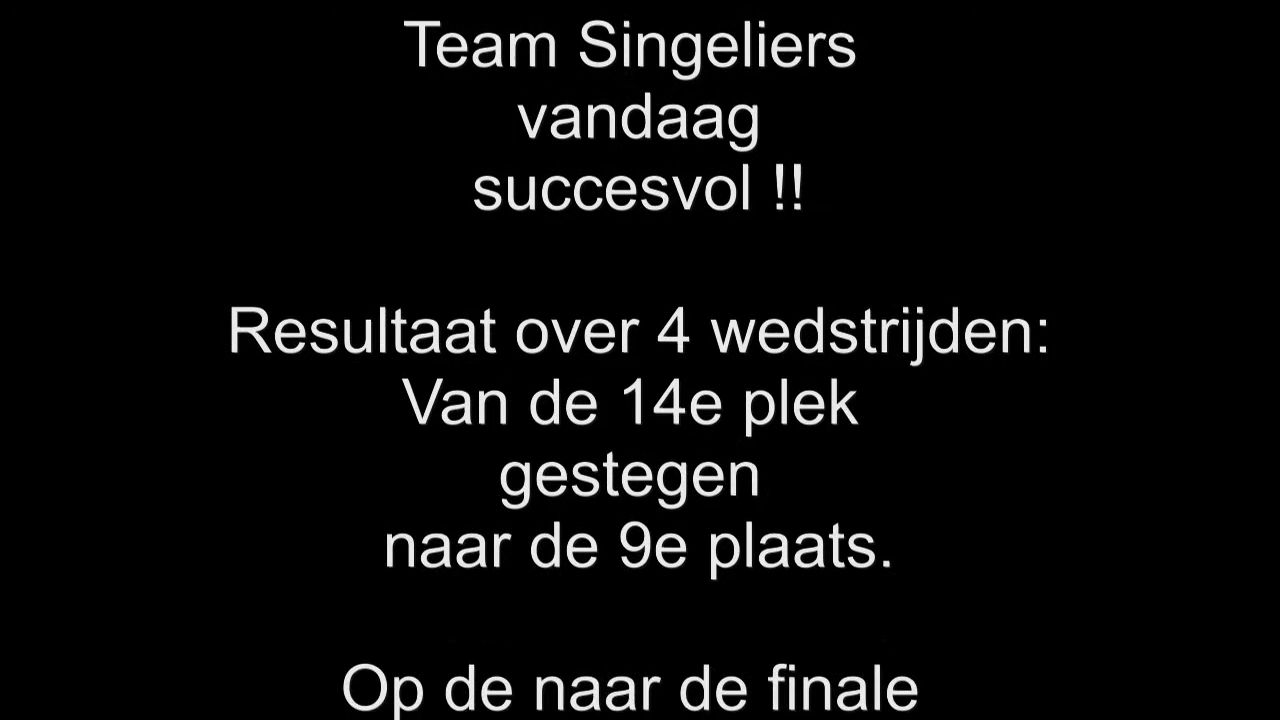 Team Singeliers
vandaag
succesvol !!
Resultaat over 4 wedstrijden:
Van de 14e plek
gestegen
naar de 9e plaats.
Op de naar de finale